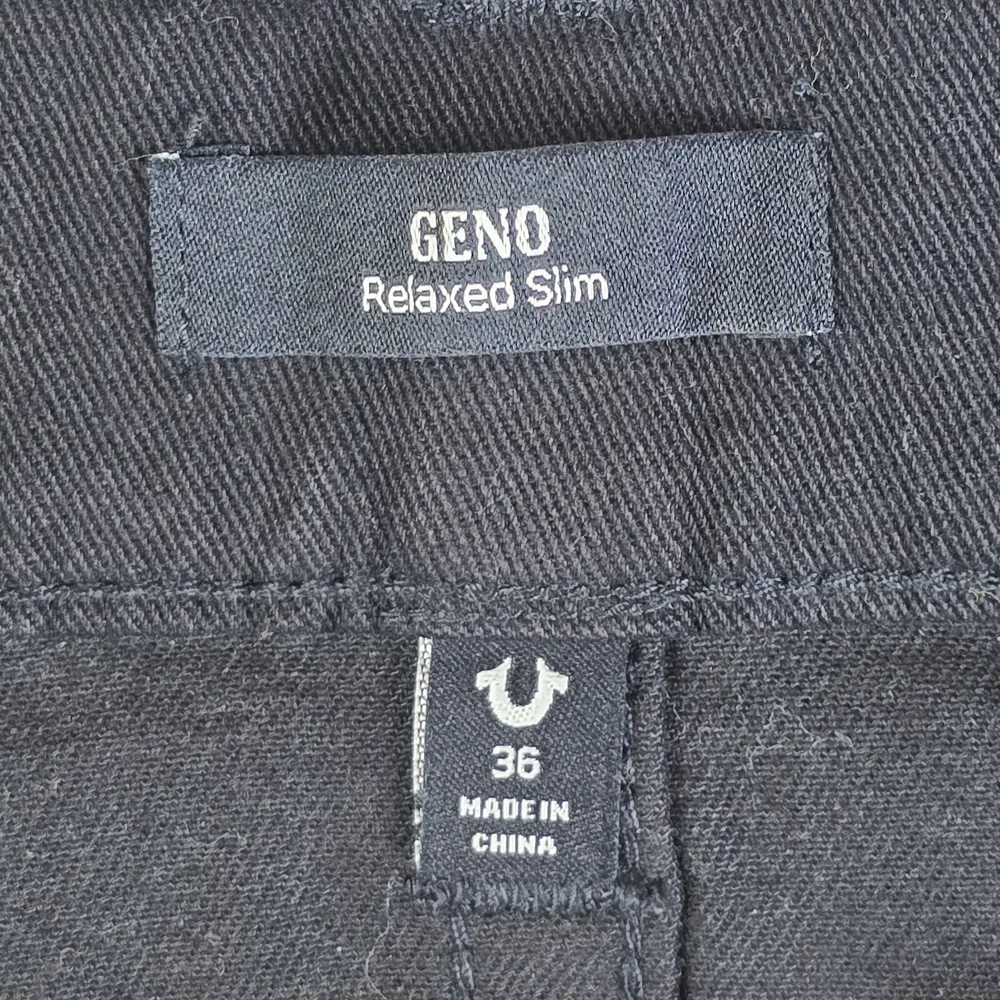 GENO
Relaxed Slim
36
MADE IN
CHINA